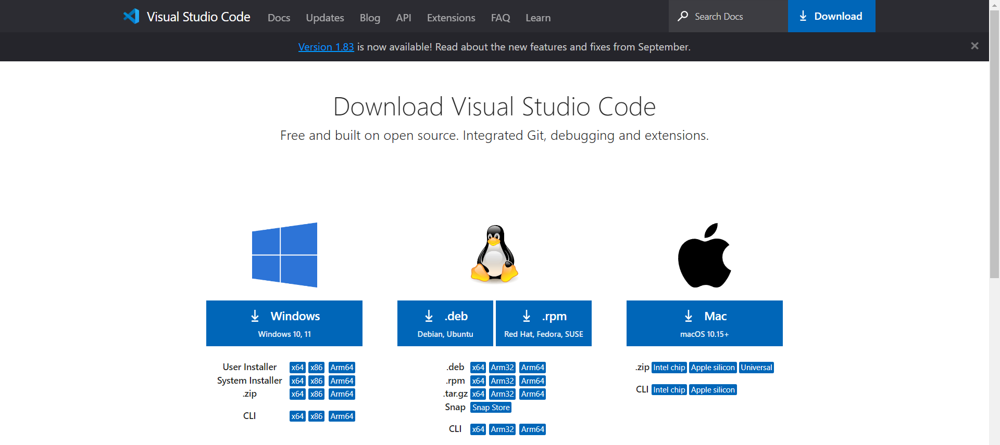 Visual Studio Code Docs Updates Blog API Extensions FAQ Learn Search Docs Download
Version 1.83 is now available! Read about the new features and fixes from September.
Download Visual Studio Code
Free and built on open source. Integrated Git, debugging and extensions.
Windows
Windows 10, 11
User Installer x64 x86 Arm64
System Installer x64 x86 Arm64
.zip x64 x86 Arm64
CLI x64 x86 Arm64
.deb
Debian, Ubuntu
.rpm
Red Hat, Fedora, SUSE
.deb x64 Arm32 Arm64
.rpm x64 Arm32 Arm64
.tar.gz x64 Arm32 Arm64
Snap Snap Store
CLI x64 Arm32 Arm64
Mac
macOS 10.15+
.zip Intel chip Apple silicon Universal
CLI Intel chip Apple silicon